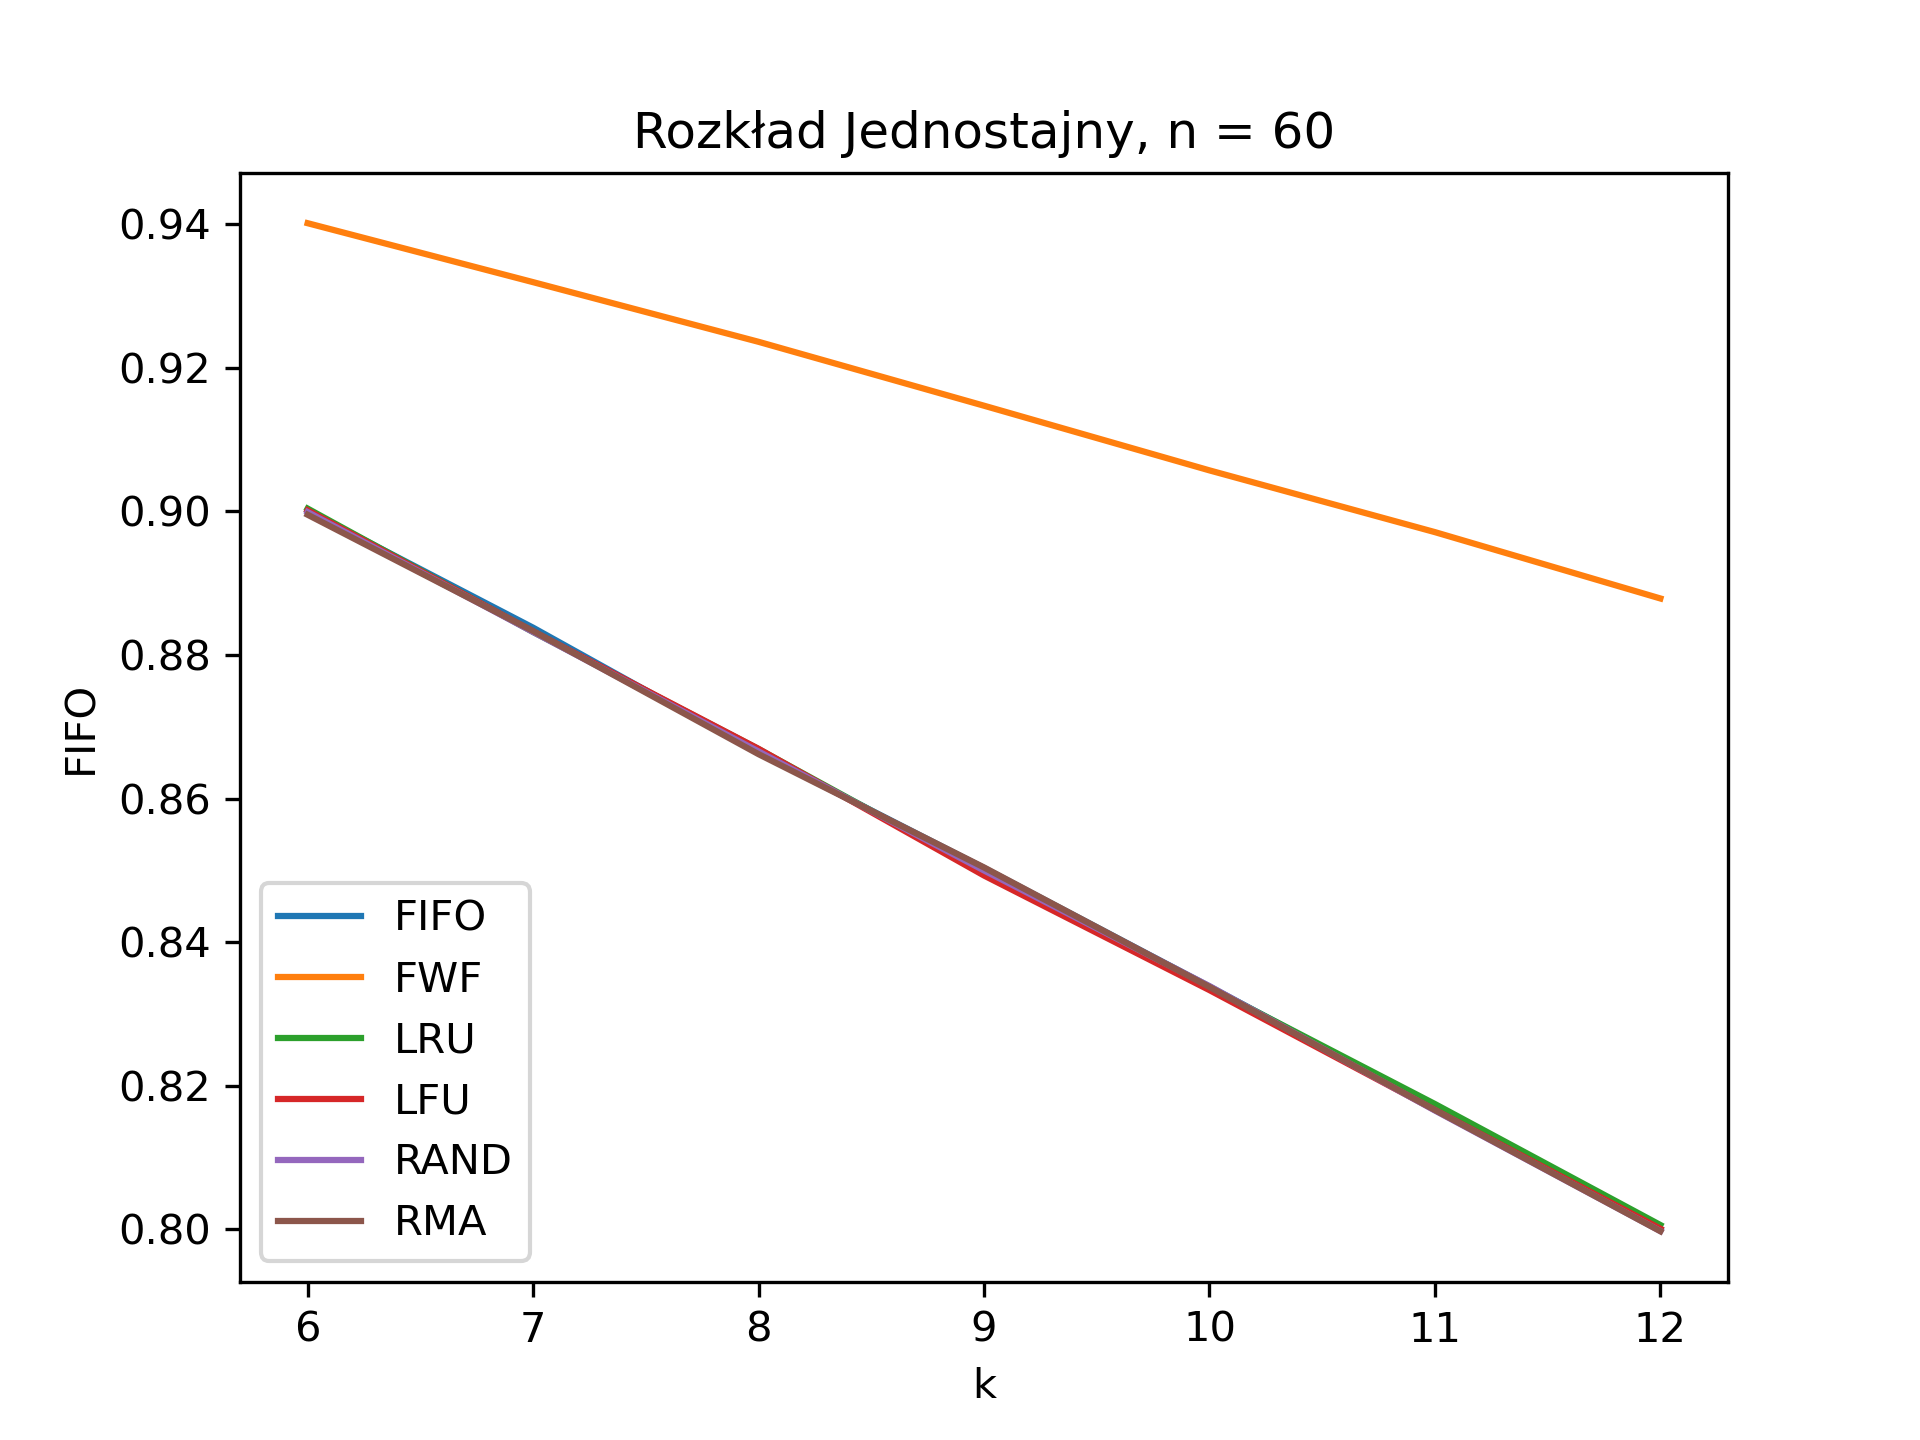 Rozkład Jednostajny, n = 60
0.94
0.92
0.90
0.88
0.86
0.84
0.82
0.80
FIFO
FIFO
FWF
LRU
LFU
RAND
RMA
6 7 8 9 10 11 12
k